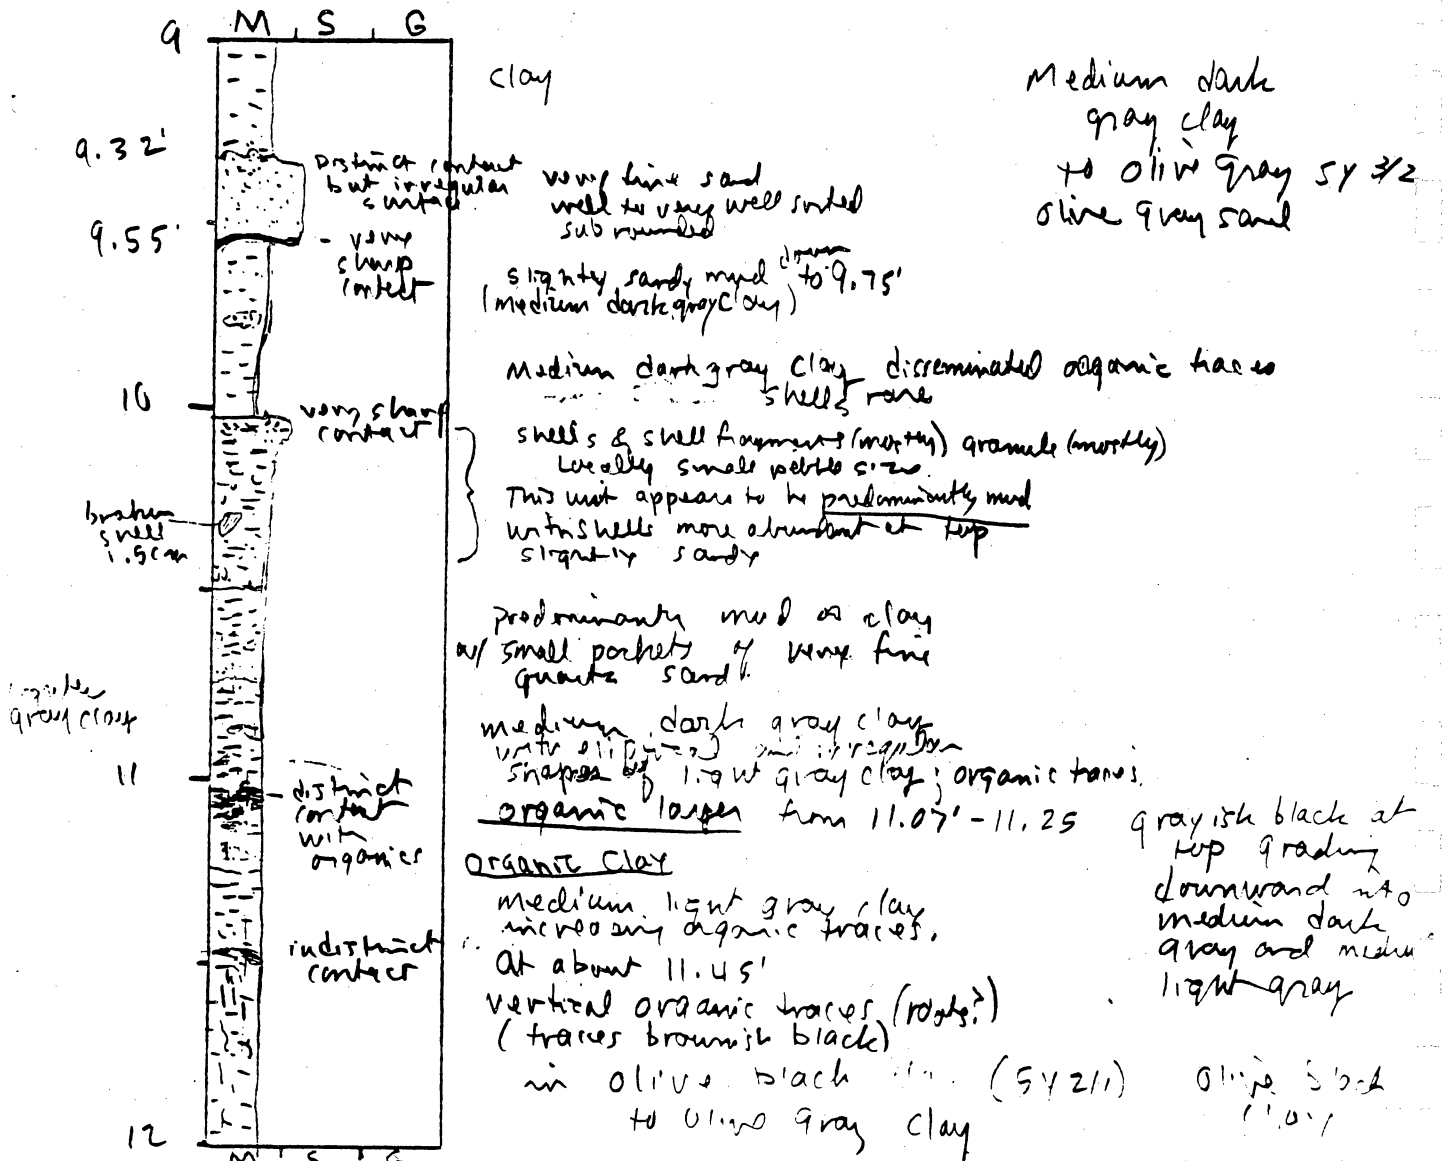 M S G
9
clay
Medium dark
gray clay
to olive gray 5Y 3/2
olive gray sand
9.32'
Distinct contact
but irregular
surface
very fine sand
well to very well sorted
sub rounded
9.55'
- very
sharp
contact
slightly sandy mud down to 9.75'
(medium dark gray clay)
Medium dark gray clay disseminated organic traces
shells rare
10
very sharp
contact
shells & shell fragments (mostly) granule (mostly)
Locally small pebble size
This unit appears to be predominantly mud
with shells more abundant at top
slightly sandy
broken
shell
1.5cm
predominantly mud or clay
w/ small pockets of very fine
quartz sand
gray clay
medium dark gray clay
with and irregular
shapes of light gray clay; organic traces.
11
distinct
contact
with
organics
organic layer from 11.07' - 11.25
grayish black at
top grading
downward into
medium dark
gray and medium
light gray
Organic Clay
medium light gray clay
increasing organic traces.
indistinct
contact
At about 11.45'
vertical organic traces (roots?)
(traces brownish black)
in olive black (5Y 2/1)
to olive gray clay
olive black
12
M S G